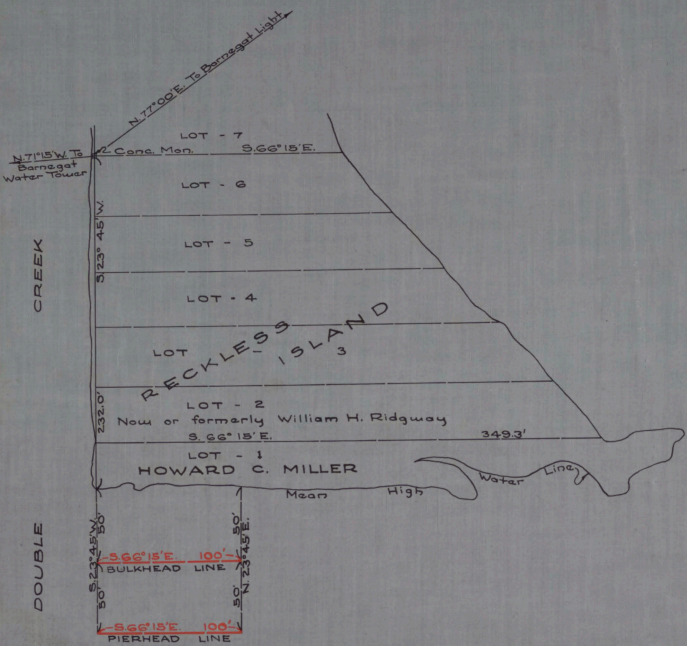 N.77°00'E. To Barnegat Light
N.71°15'W. To
Barnegat
Water Tower
LOT - 7
Conc. Mon. S.66°15'E.
LOT - 6
S.23°45'W.
LOT - 5
CREEK
LOT - 4
RECKLESS ISLAND
LOT - 3
LOT - 2
232.0'
Now or formerly William H. Ridgway
S. 66°15'E. 349.3'
LOT - 1
HOWARD C. MILLER
Mean High Water Line
DOUBLE
S.23°45'W.
50'
50'
N.23°45'E.
S.66°15'E. 100'
BULKHEAD LINE
50'
50'
S.66°15'E. 100'
PIERHEAD LINE